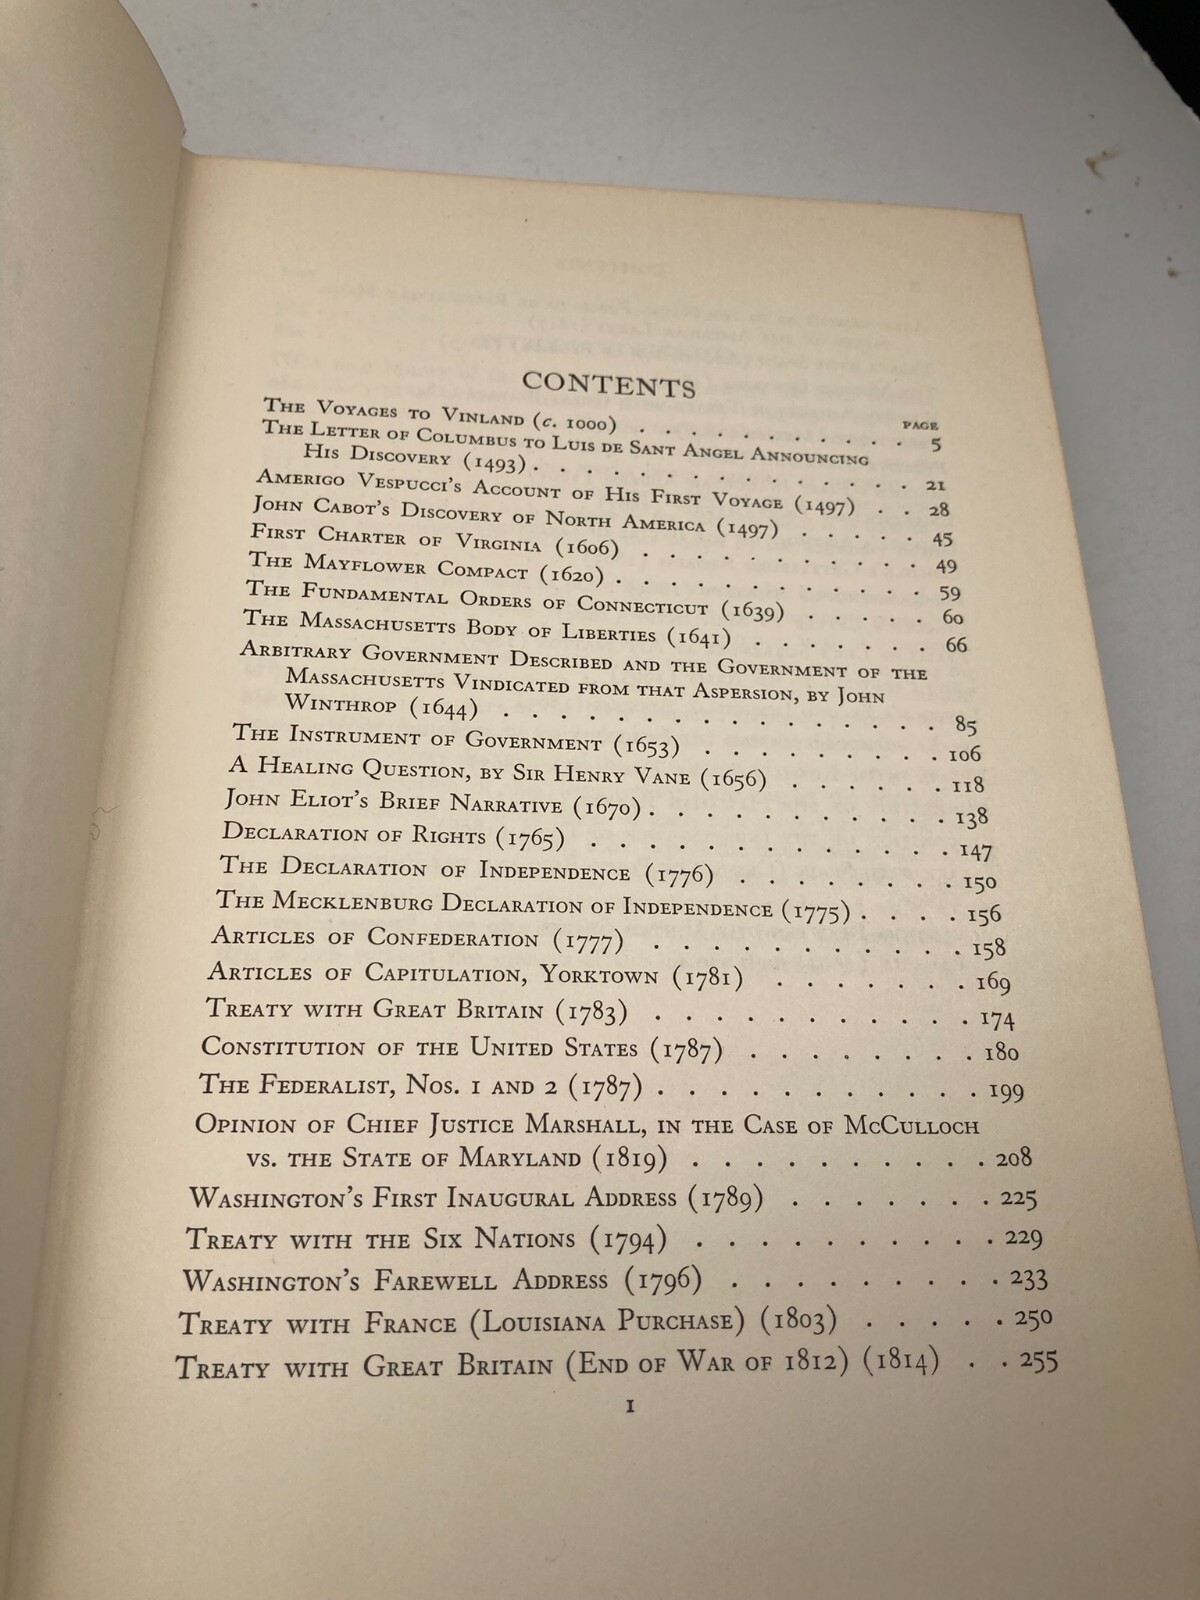 CONTENTS
PAGE
The Voyages to Vinland (c. 1000) . . . . . . . . . . . 5
The Letter of Columbus to Luis de Sant Angel Announcing
His Discovery (1493) . . . . . . . . . . . . . . 21
Amerigo Vespucci's Account of His First Voyage (1497) . . 28
John Cabot's Discovery of North America (1497) . . . . . 45
First Charter of Virginia (1606) . . . . . . . . . . . 49
The Mayflower Compact (1620) . . . . . . . . . . . . 59
The Fundamental Orders of Connecticut (1639) . . . . . 60
The Massachusetts Body of Liberties (1641) . . . . . . . 66
Arbitrary Government Described and the Government of the
Massachusetts Vindicated from that Aspersion, by John
Winthrop (1644) . . . . . . . . . . . . . . . . 85
The Instrument of Government (1653) . . . . . . . . . 106
A Healing Question, by Sir Henry Vane (1656) . . . . . . 118
John Eliot's Brief Narrative (1670) . . . . . . . . . . . . 138
Declaration of Rights (1765) . . . . . . . . . . . . . 147
The Declaration of Independence (1776) . . . . . . . . 150
The Mecklenburg Declaration of Independence (1775) . . . . 156
Articles of Confederation (1777) . . . . . . . . . . . 158
Articles of Capitulation, Yorktown (1781) . . . . . . . 169
Treaty with Great Britain (1783) . . . . . . . . . . . 174
Constitution of the United States (1787) . . . . . . . . 180
The Federalist, Nos. 1 and 2 (1787) . . . . . . . . . . . 199
Opinion of Chief Justice Marshall, in the Case of McCulloch
vs. the State of Maryland (1819) . . . . . . . . . . 208
Washington's First Inaugural Address (1789) . . . . . . . 225
Treaty with the Six Nations (1794) . . . . . . . . . . 229
Washington's Farewell Address (1796) . . . . . . . . . 233
Treaty with France (Louisiana Purchase) (1803) . . . . . 250
Treaty with Great Britain (End of War of 1812) (1814) . . 255
1